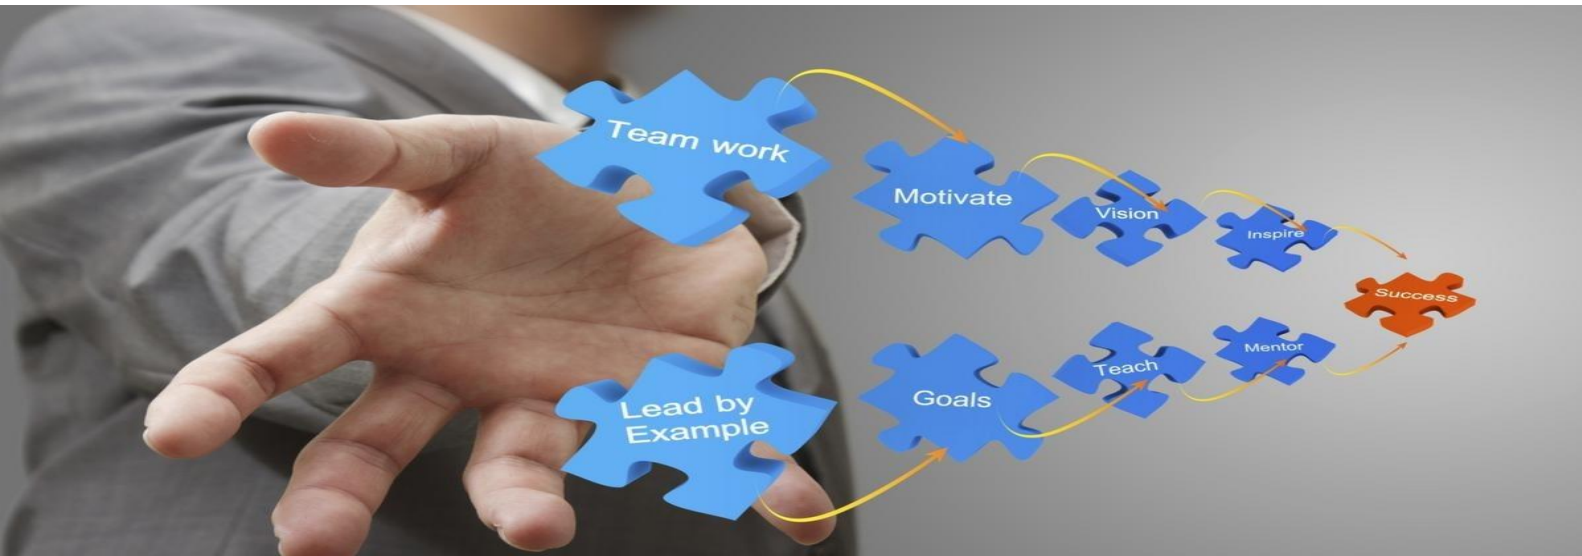 Team work
Motivate
Vision
Inspire
Success
Lead by
Example
Goals
Teach
Mentor